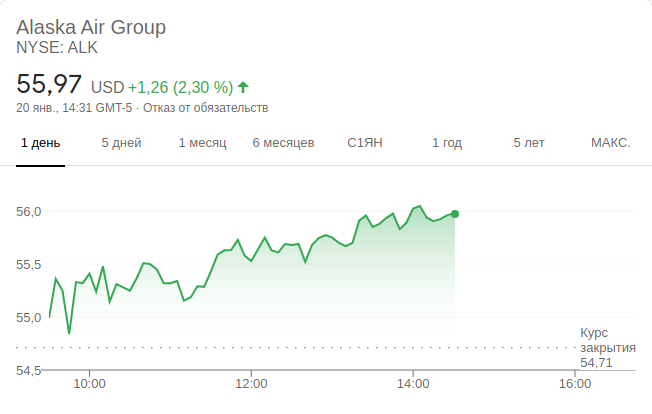 Alaska Air Group
NYSE: ALK
55,97 USD +1,26 (2,30 %)
20 янв., 14:31 GMT-5 · Отказ от обязательств
1 день 5 дней 1 месяц 6 месяцев С1ЯН 1 год 5 лет МАКС.
56,0
55,5
55,0
Курс
закрытия
54,71
54,5
10:00 12:00 14:00 16:00